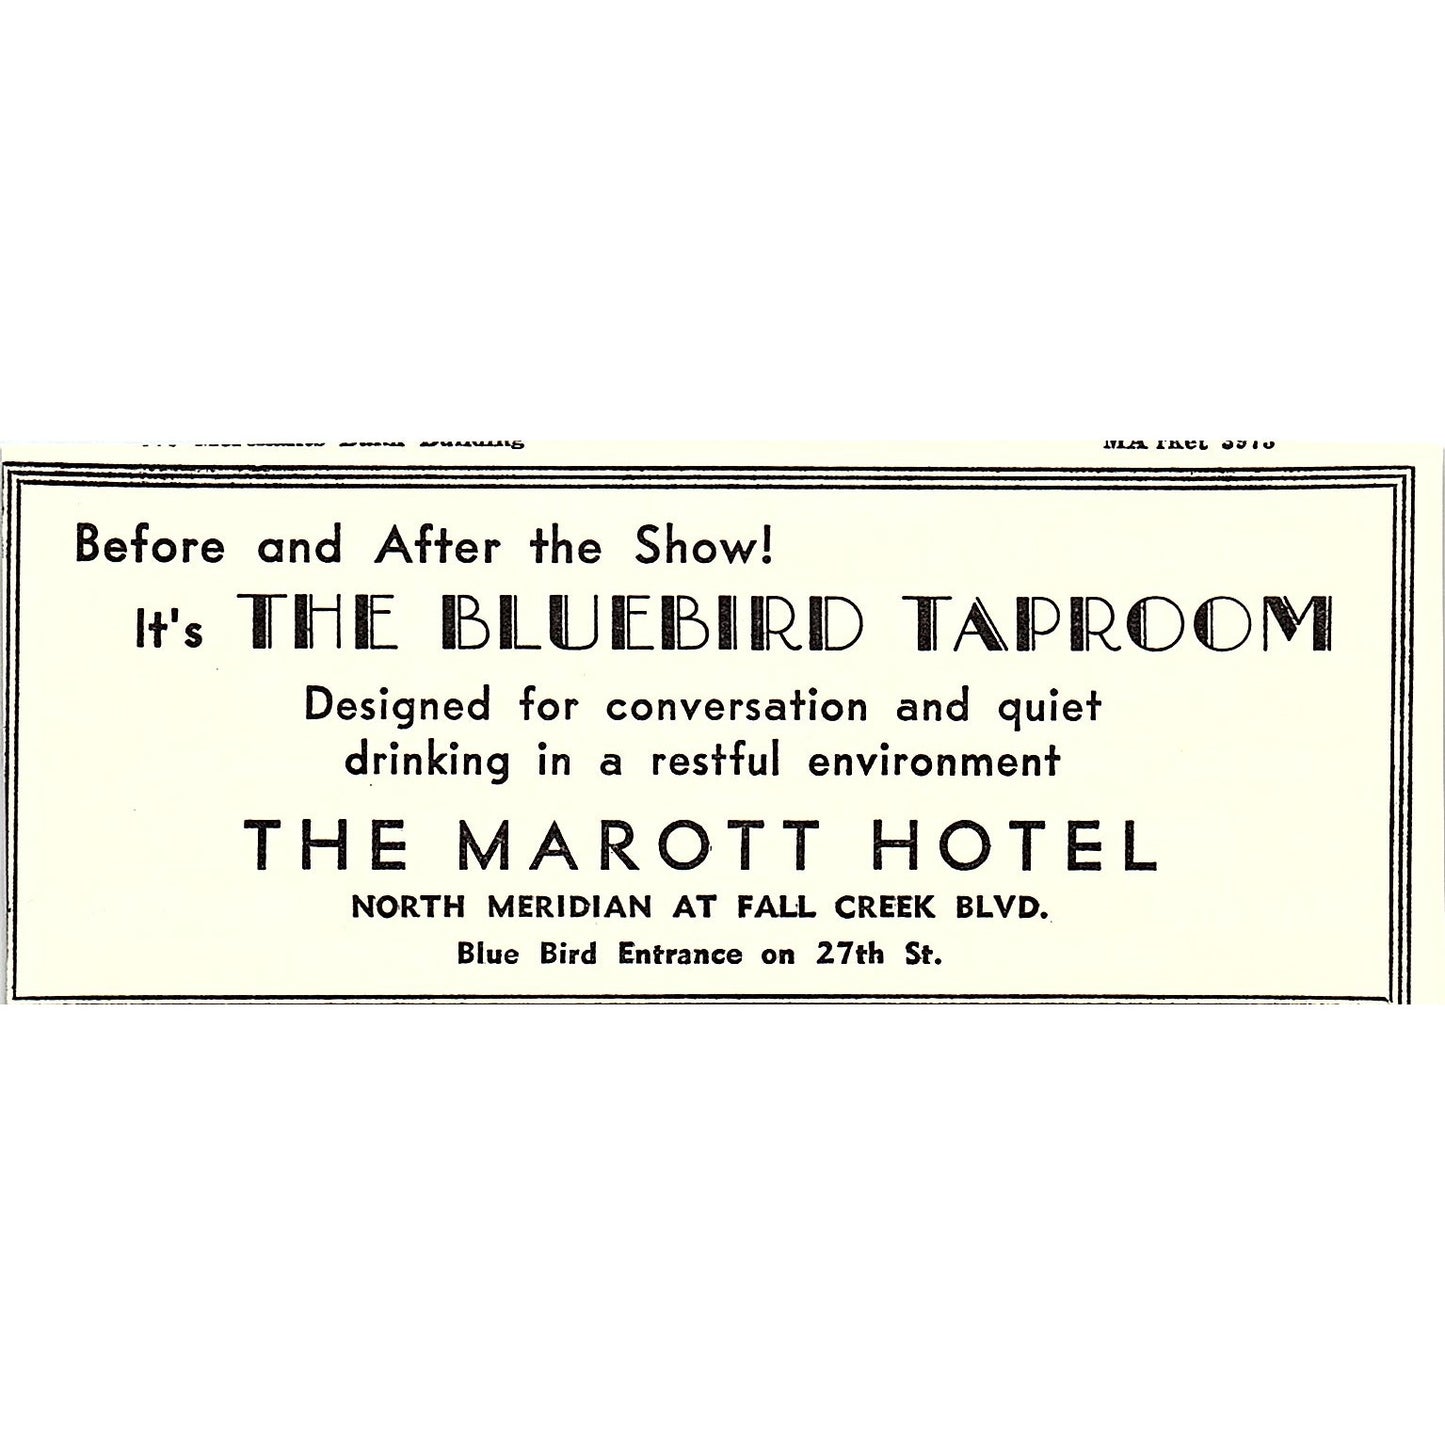 Before and After the Show!
It's THE BLUEBIRD TAPROOM
Designed for conversation and quiet
drinking in a restful environment
THE MAROTT HOTEL
NORTH MERIDIAN AT FALL CREEK BLVD.
Blue Bird Entrance on 27th St.